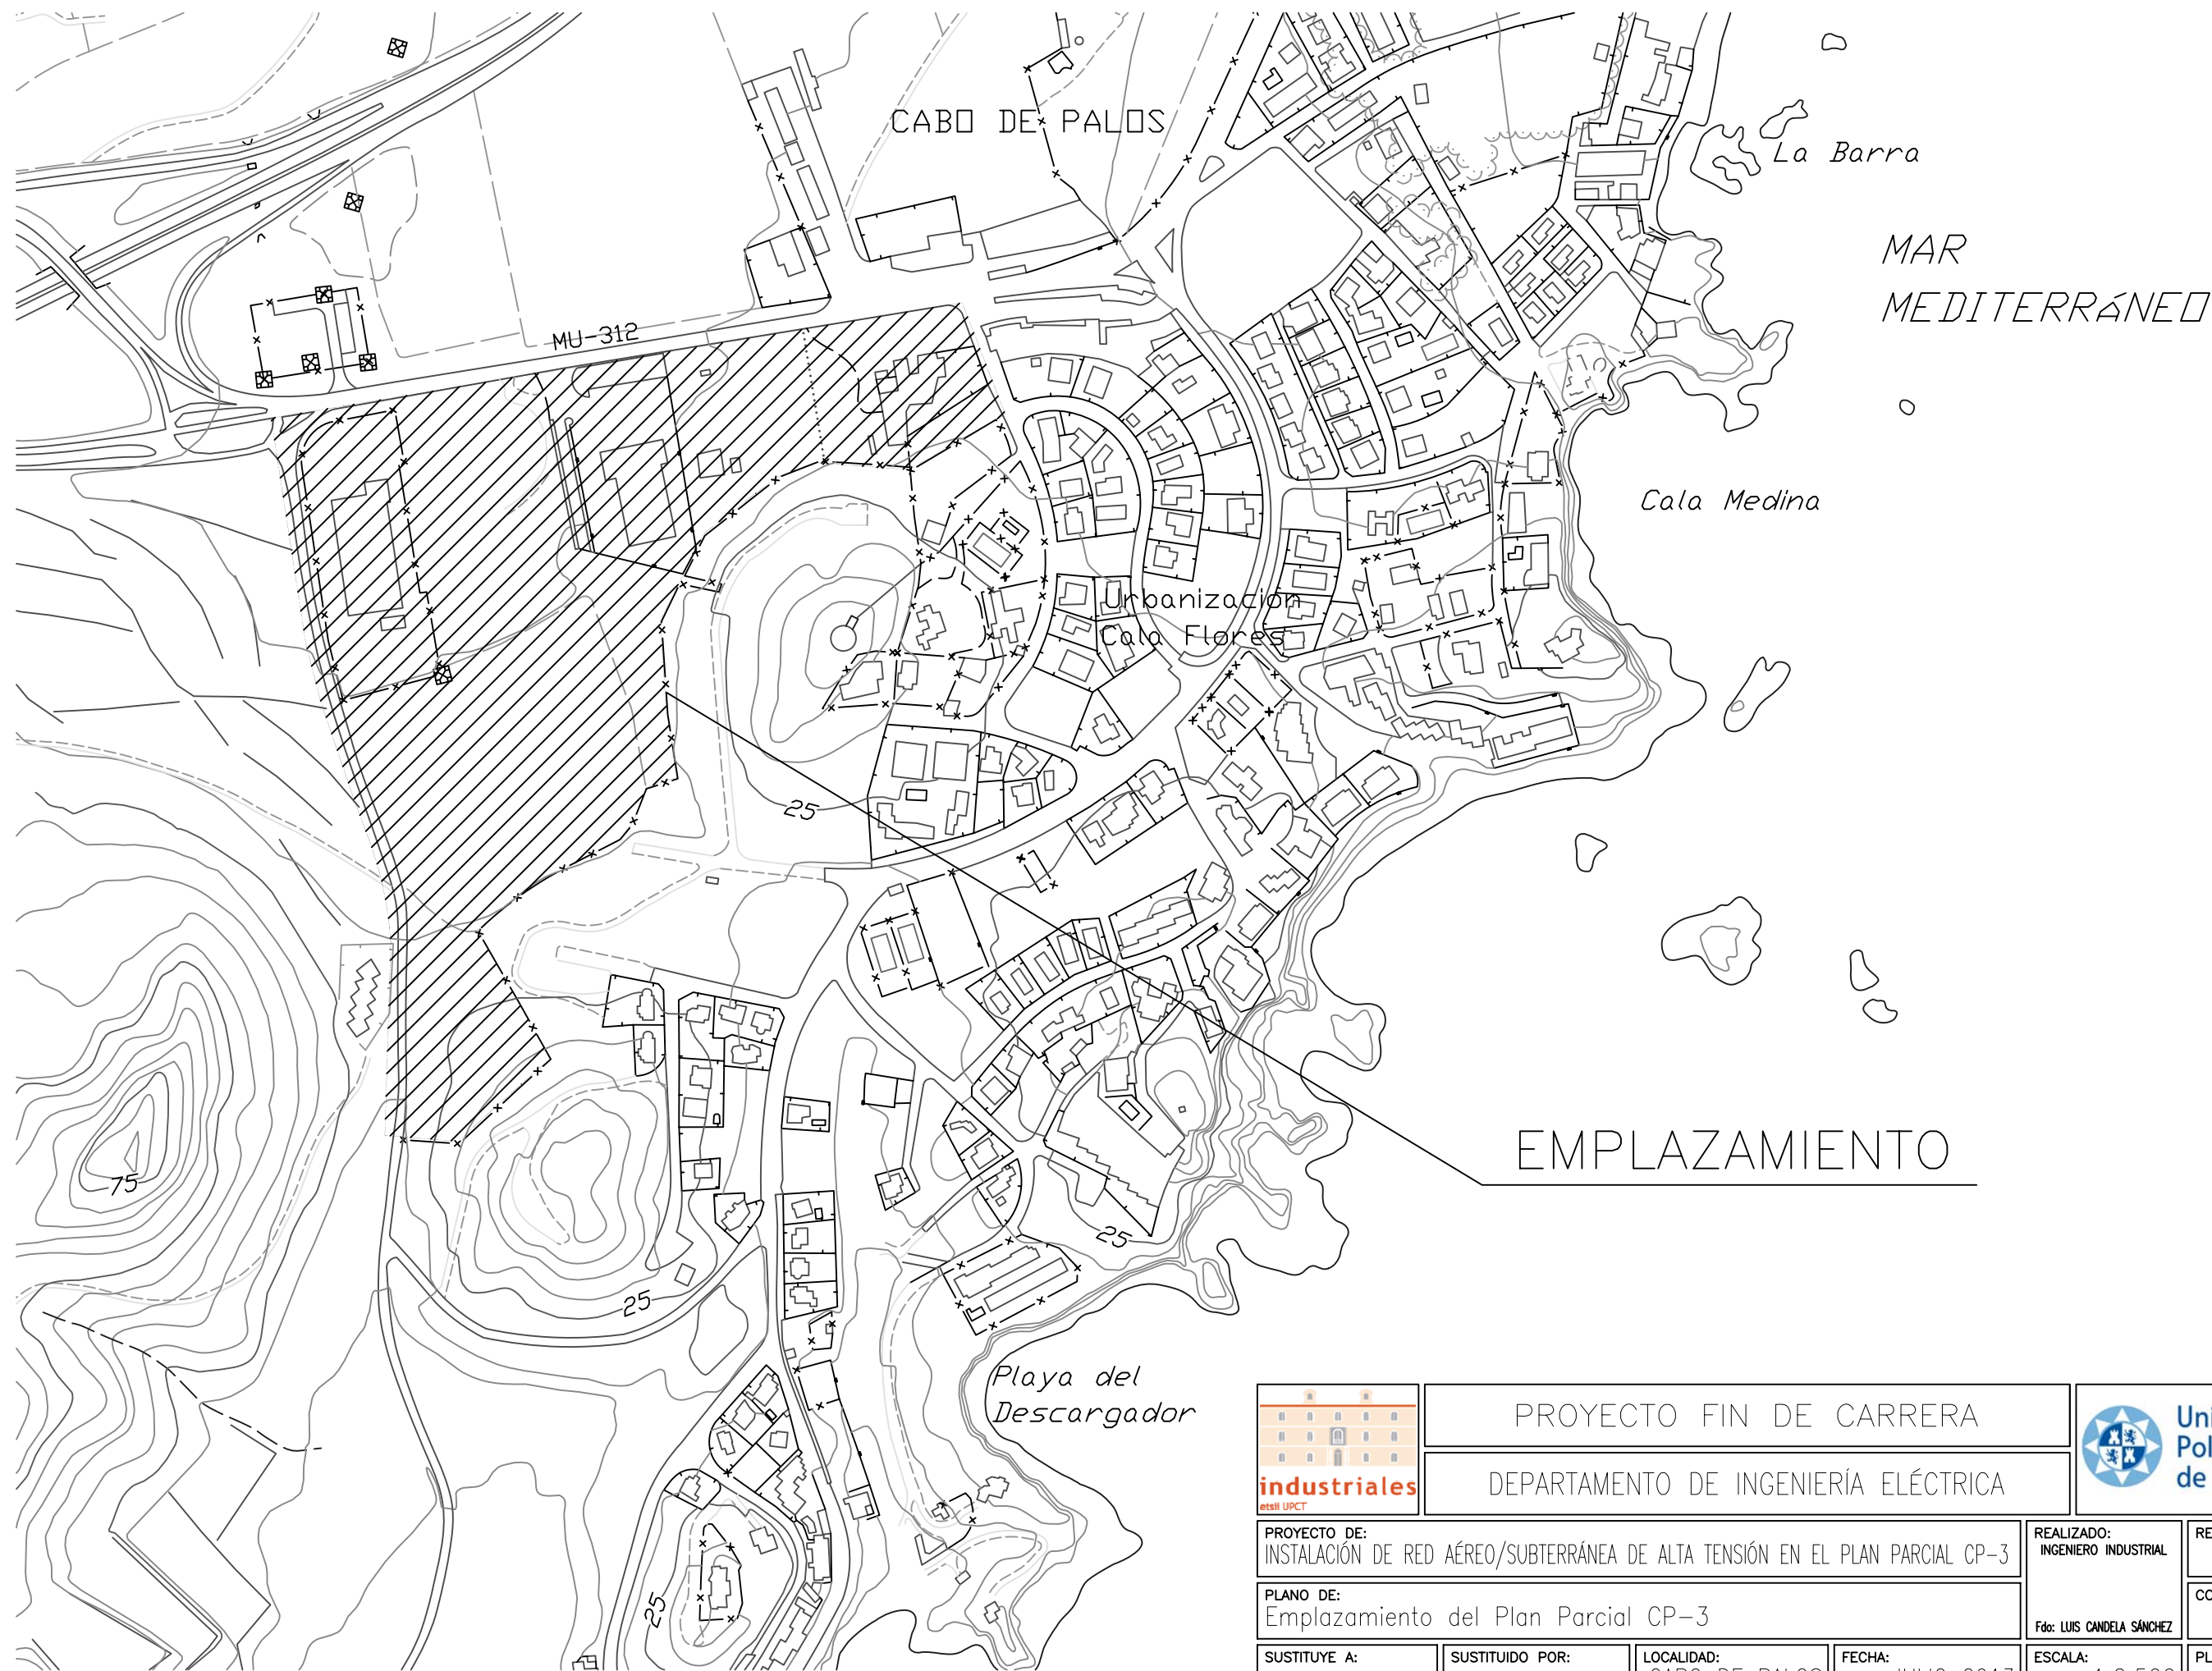 CABO DE PALOS
La Barra
MAR
MEDITERRáNEO
MU-312
Cala Medina
Urbanización
Cala Flores
25
EMPLAZAMIENTO
75
25
25
Playa del
Descargador
25
industriales
etsii UPCT
PROYECTO FIN DE CARRERA
DEPARTAMENTO DE INGENIERÍA ELÉCTRICA
PROYECTO DE:
INSTALACIÓN DE RED AÉREO/SUBTERRÁNEA DE ALTA TENSIÓN EN EL PLAN PARCIAL CP-3
REALIZADO:
INGENIERO INDUSTRIAL
PLANO DE:
Emplazamiento del Plan Parcial CP-3
Fdo: LUIS CANDELA SÁNCHEZ
SUSTITUYE A:
SUSTITUIDO POR:
LOCALIDAD:
CABO DE PALOS
FECHA:
ESCALA: